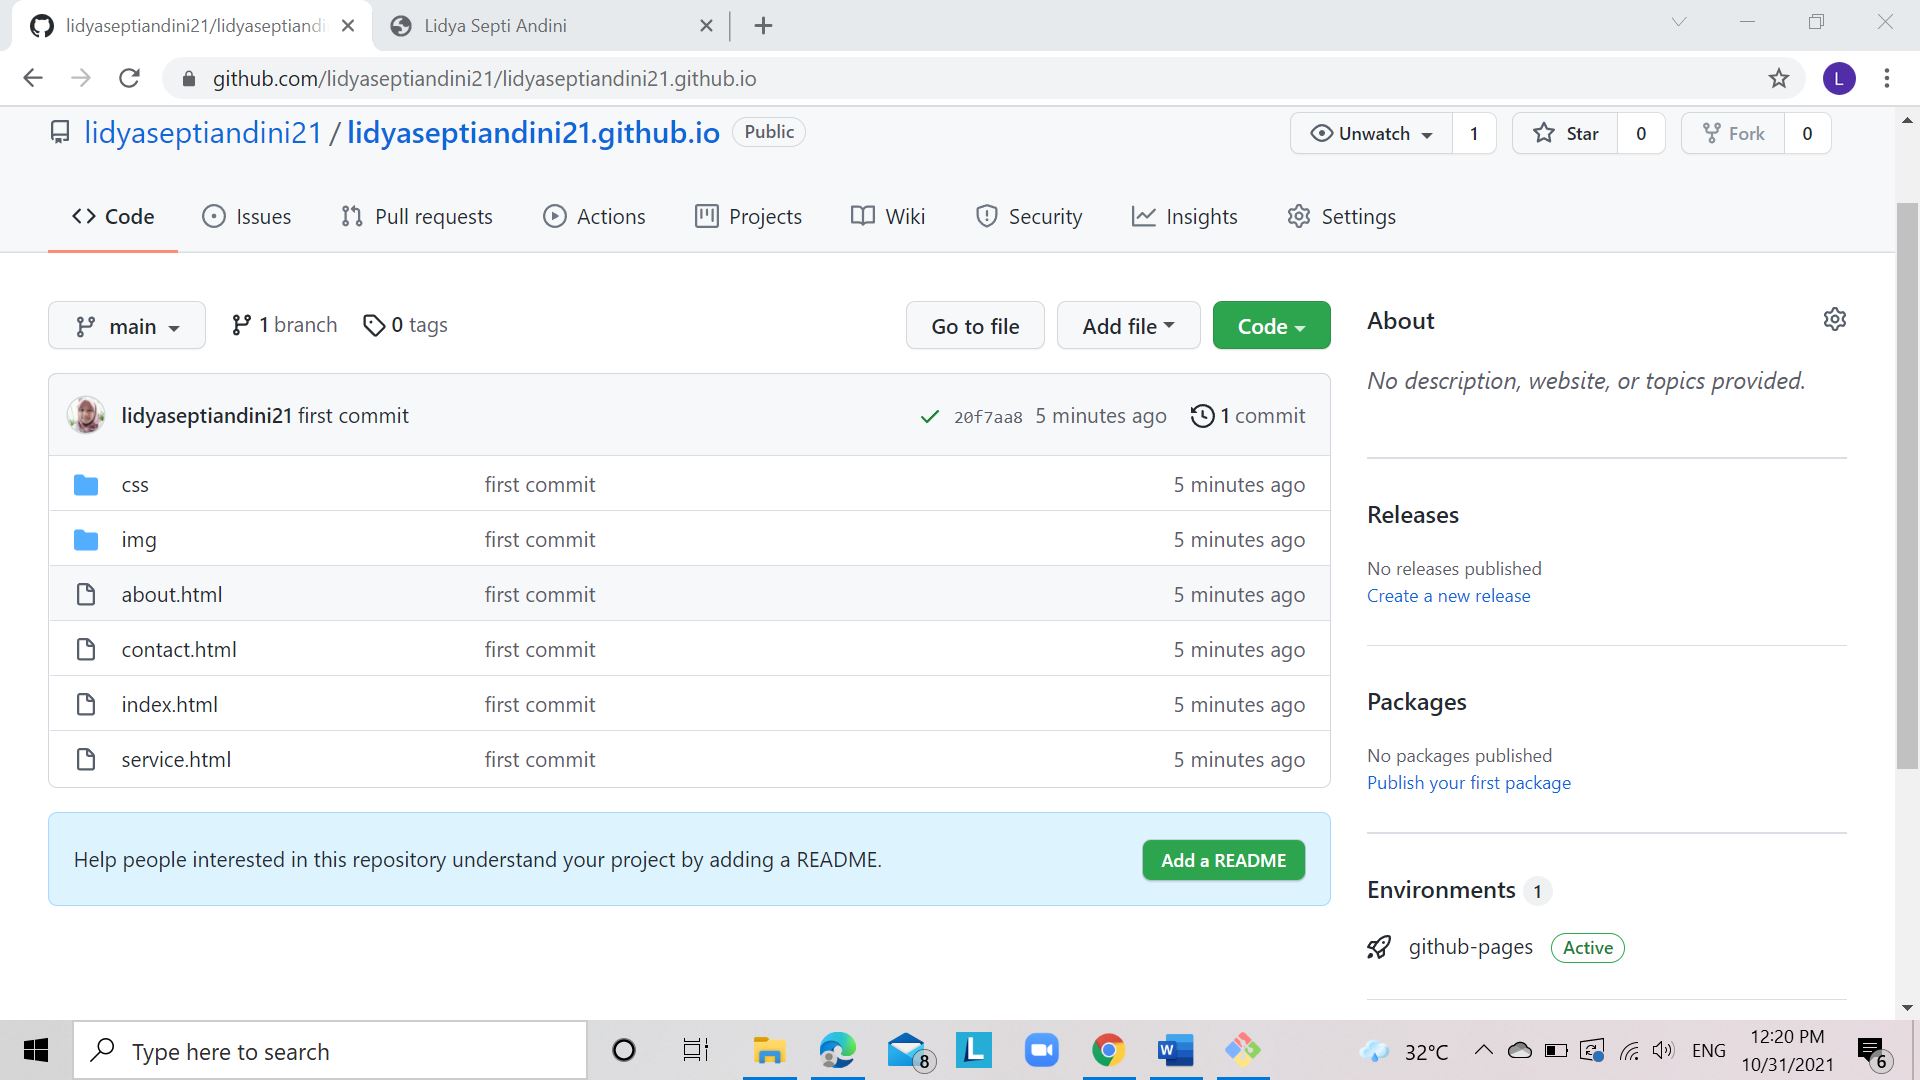 lidyaseptiandini21/lidyaseptiandi
Lidya Septi Andini
github.com/lidyaseptiandini21/lidyaseptiandini21.github.io
L
lidyaseptiandini21 / lidyaseptiandini21.github.io Public
Unwatch 1 Star 0 Fork 0
Code Issues Pull requests Actions Projects Wiki Security Insights Settings
main 1 branch 0 tags Go to file Add file Code
About
No description, website, or topics provided.
lidyaseptiandini21 first commit 20f7aa8 5 minutes ago 1 commit
css first commit 5 minutes ago
img first commit 5 minutes ago
about.html first commit 5 minutes ago
contact.html first commit 5 minutes ago
index.html first commit 5 minutes ago
service.html first commit 5 minutes ago
Help people interested in this repository understand your project by adding a README. Add a README
Releases
No releases published
Create a new release
Packages
No packages published
Publish your first package
Environments 1
github-pages Active
Type here to search
8
L
W
32°C
ENG
12:20 PM
10/31/2021
6